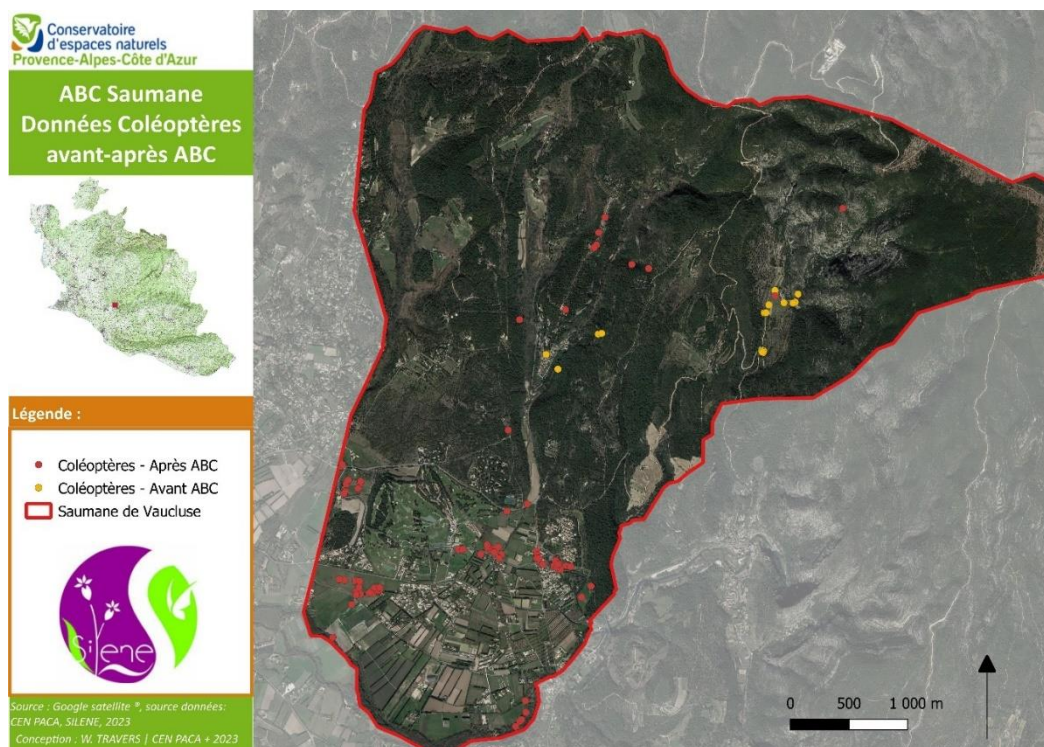 Conservatoire
d'espaces naturels
Provence-Alpes-Côte d'Azur
ABC Saumane
Données Coléoptères
avant-après ABC
Légende :
Coléoptères - Après ABC
Coléoptères - Avant ABC
Saumane de Vaucluse
Silene
Source : Google satellite ®, source données:
CEN PACA, SILENE, 2023
Conception : W. TRAVERS | CEN PACA + 2023
0 500 1 000 m